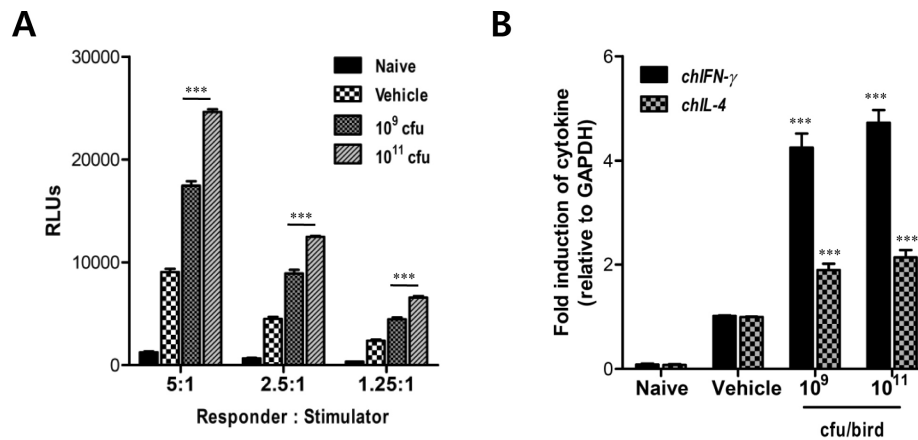 A
30000
20000
10000
0
RLUs
***
***
***
Naive
Vehicle
10⁹ cfu
10¹¹ cfu
5:1 2.5:1 1.25:1
Responder : Stimulator
B
6
4
2
0
Fold induction of cytokine
(relative to GAPDH)
chIFN-γ
chIL-4
***
***
***
***
Naive Vehicle 10⁹ 10¹¹
cfu/bird